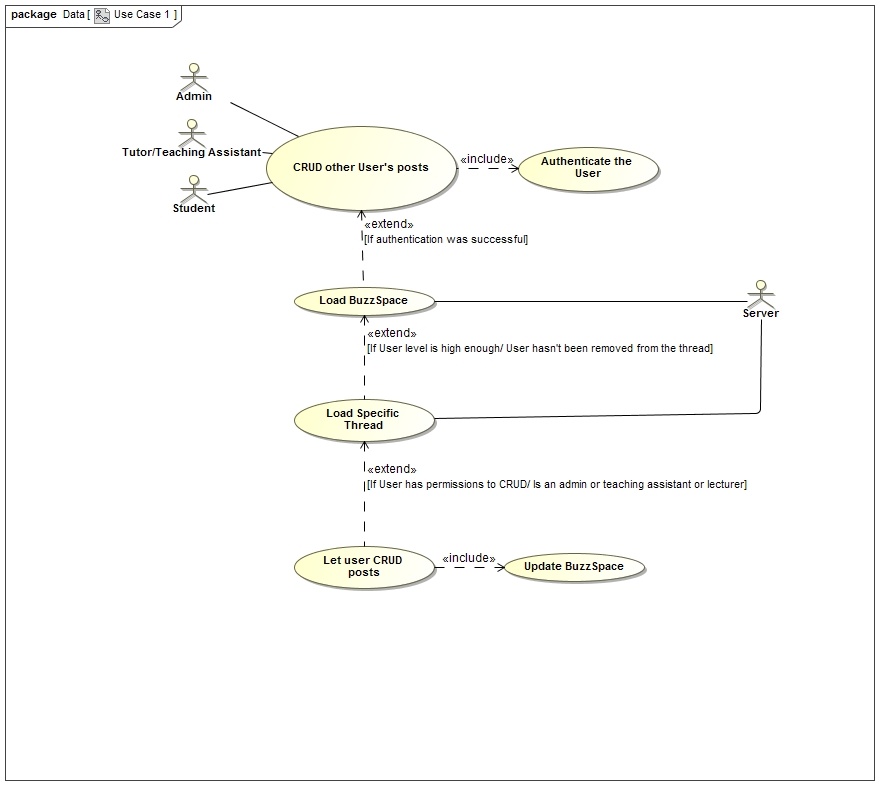 package Data [ Use Case 1 ]
Admin
Tutor/Teaching Assistant
Student
CRUD other User's posts
«include»
Authenticate the
User
«extend»
[If authentication was successful]
Load BuzzSpace
Server
«extend»
[If User level is high enough/ User hasn't been removed from the thread]
Load Specific
Thread
«extend»
[If User has permissions to CRUD/ Is an admin or teaching assistant or lecturer]
Let user CRUD
posts
«include»
Update BuzzSpace